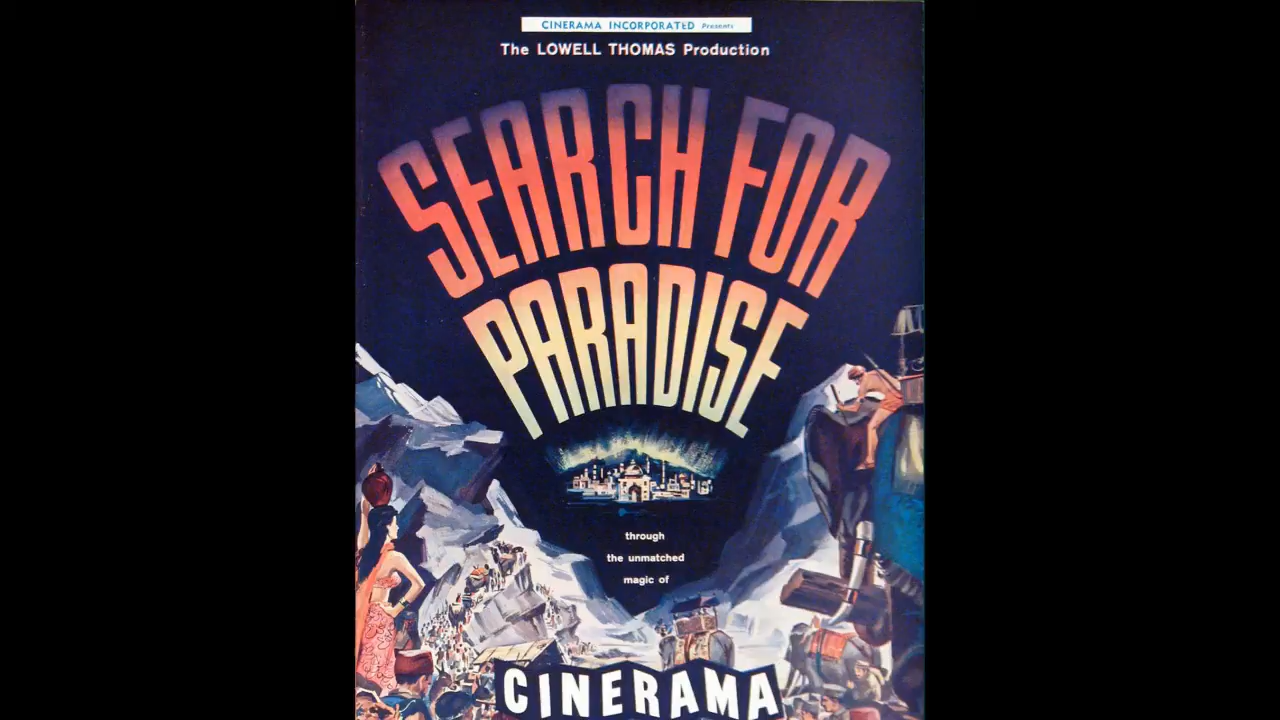 CINERAMA INCORPORATED Presents
The LOWELL THOMAS Production
SEARCH FOR
PARADISE
through
the unmatched
magic of
CINERAMA